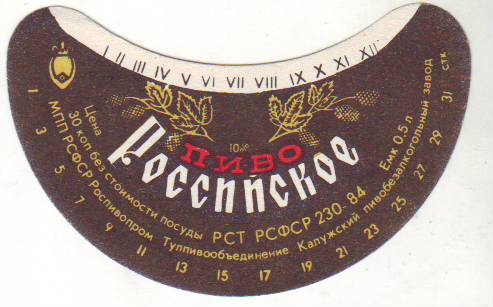 I II III IV V VI VII VIII IX X XI XII
10%
ПИВО
Российское
Цена
30 коп без стоимости посуды
РСТ РСФСР 230-84
Емк 0,5 л
МПП РСФСР Роспивопром Тулпивообъединение Калужский пивобезалкогольный завод
стк
1 3 5 7 9 11 13 15 17 19 21 23 25 27 29 31